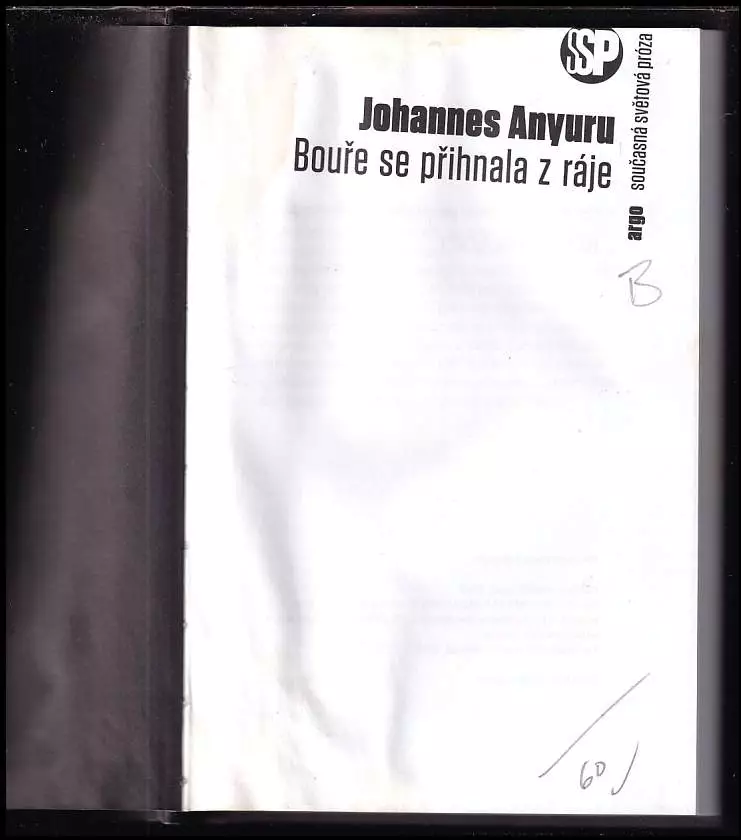 SSP
Johannes Anyuru
Bouře se přihnala z ráje
argo současná světová próza
B
60